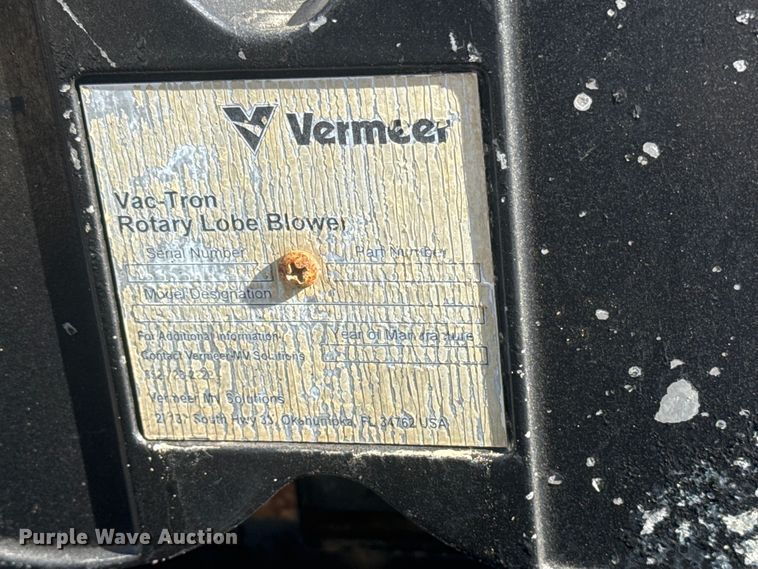 Vermeer
Vac-Tron
Rotary Lobe Blower
Serial Number Part Number
Model Designation
For Additional Information Year of Manufacture
Contact Vermeer MV Solutions
Vermeer MV Solutions
South Hwy 33, Okahumpka, FL 34762 USA
Purple Wave Auction